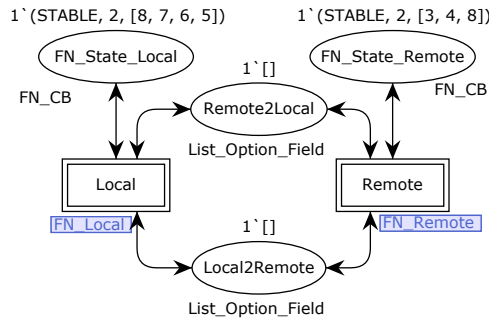 1`(STABLE, 2, [8, 7, 6, 5])
1`(STABLE, 2, [3, 4, 8])
FN_State_Local
FN_State_Remote
FN_CB
FN_CB
1`[]
Remote2Local
List_Option_Field
Local
Remote
FN_Local
FN_Remote
1`[]
Local2Remote
List_Option_Field